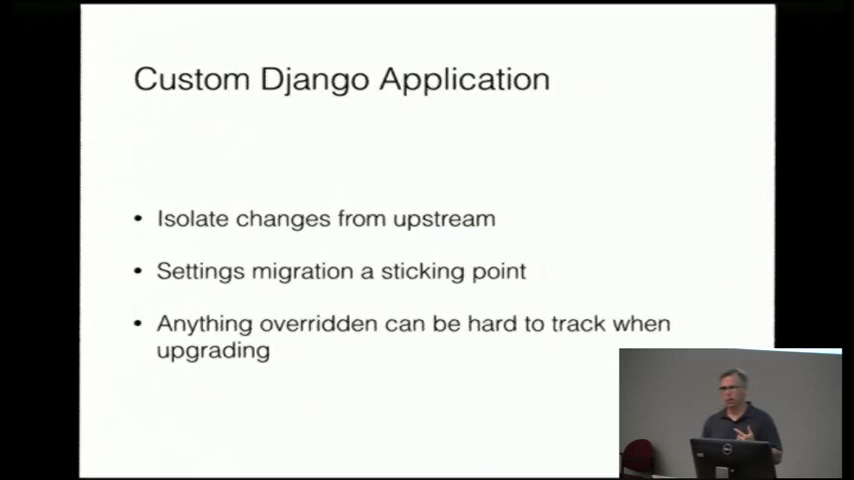 Custom Django Application
• Isolate changes from upstream
• Settings migration a sticking point
• Anything overridden can be hard to track when
upgrading